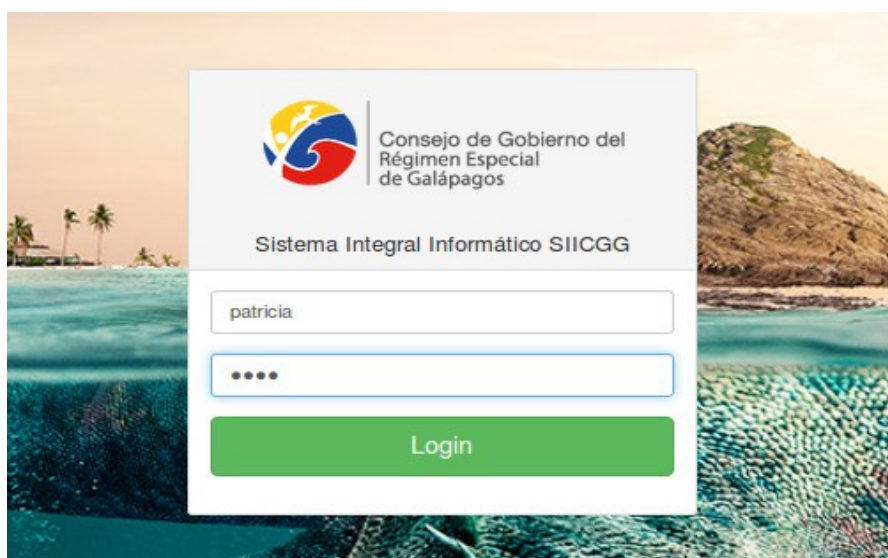 Consejo de Gobierno del
Régimen Especial
de Galápagos
Sistema Integral Informático SIICGG
patricia
••••
Login